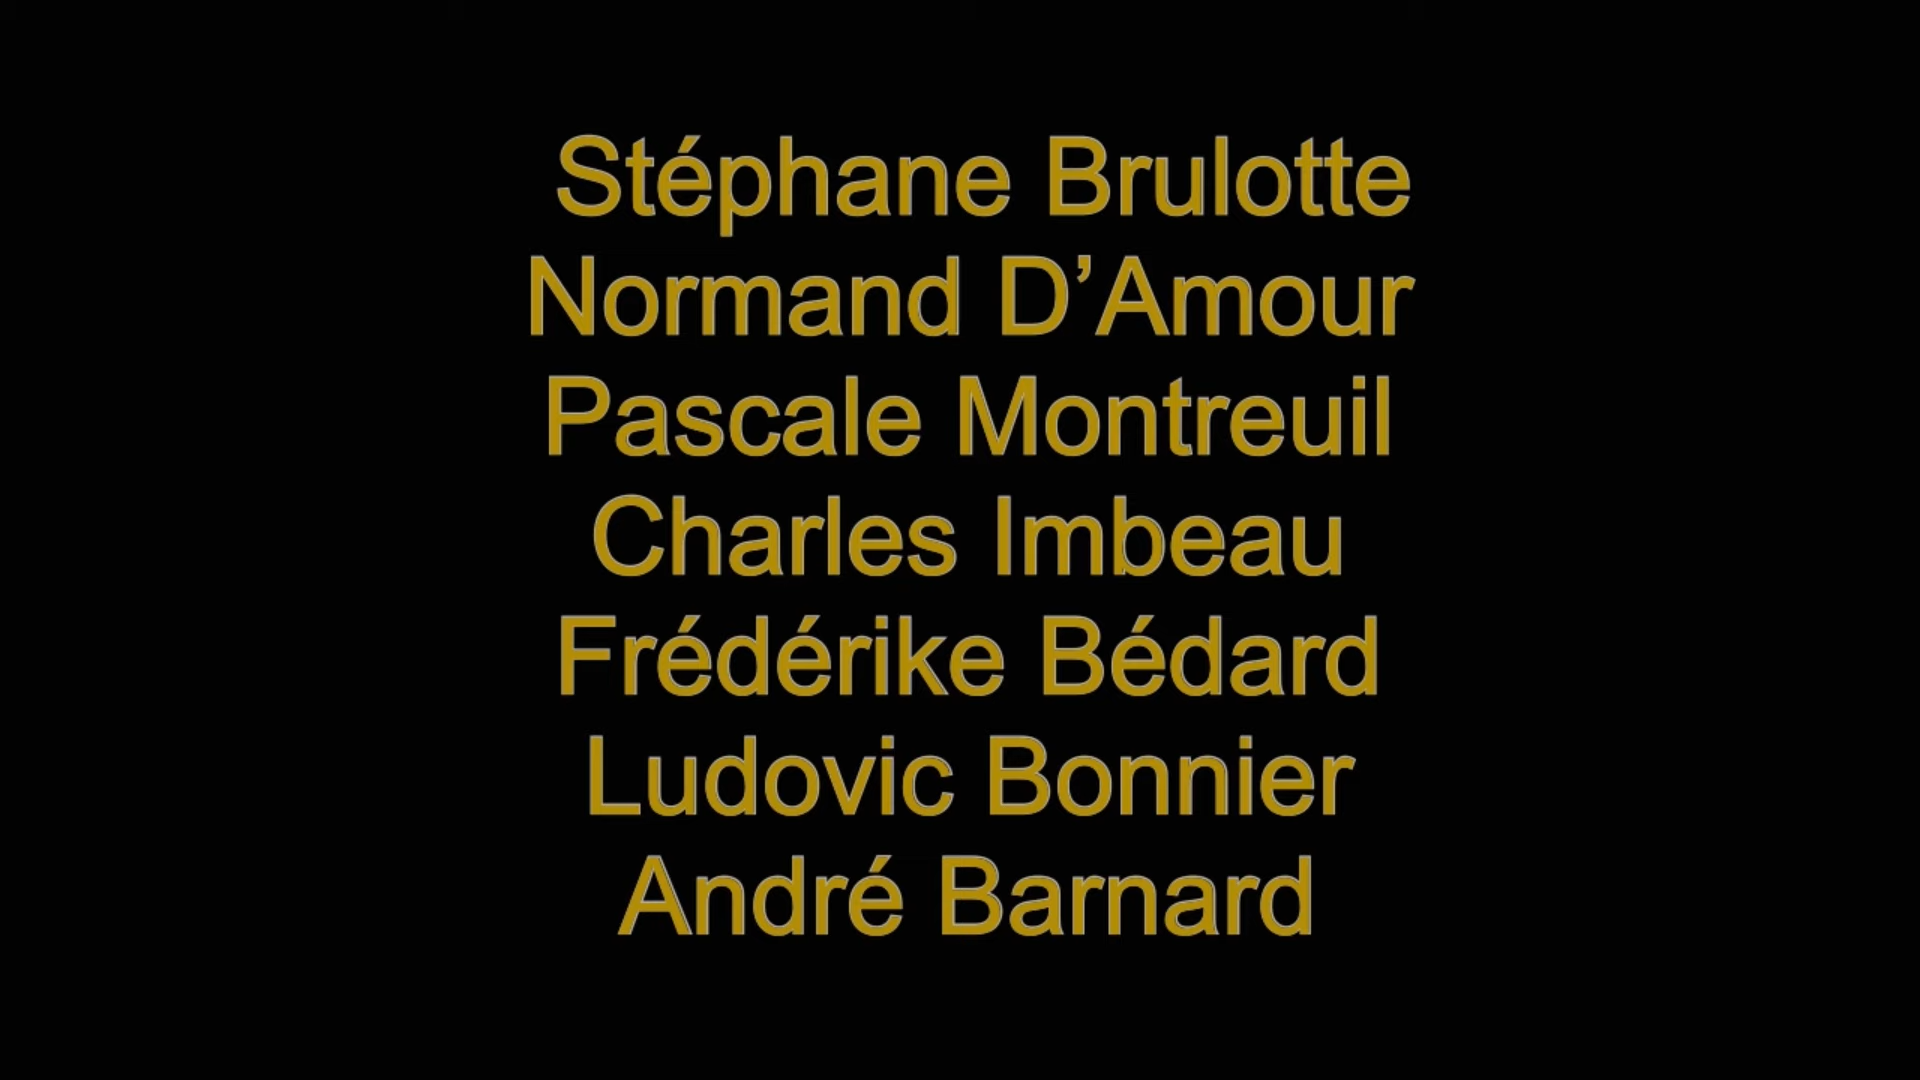 Stéphane Brulotte
Normand D’Amour
Pascale Montreuil
Charles Imbeau
Frédérike Bédard
Ludovic Bonnier
André Barnard